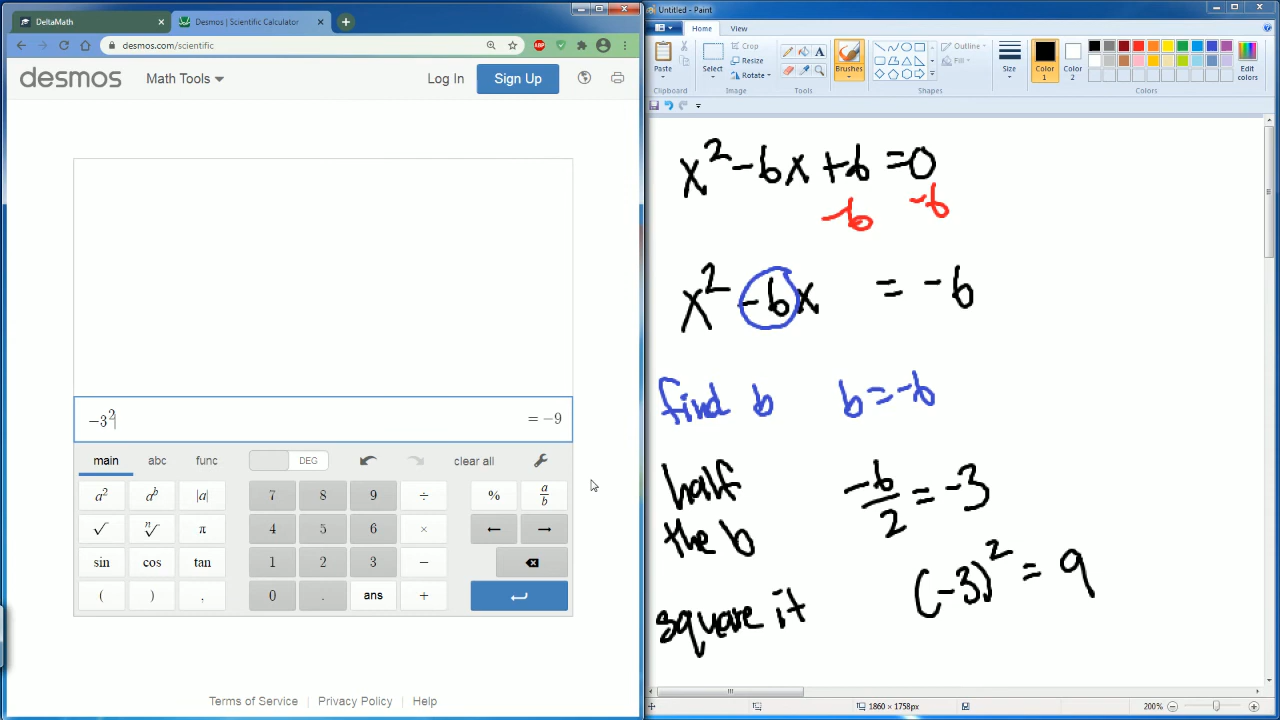 DeltaMath
Desmos | Scientific Calculator
desmos.com/scientific
ABP
desmos
Math Tools
Log In
Sign Up
−3²
= −9
main abc func DEG clear all
a² aᵇ |a| 7 8 9 ÷ % a/b
√ ⁿ√ π 4 5 6 × ← →
sin cos tan 1 2 3 −
( ) , 0 . ans +
Terms of Service | Privacy Policy | Help
Untitled - Paint
Home View
Paste
Select
Crop
Resize
Rotate
A
Brushes
Outline
Fill
Size
Color 1
Color 2
Edit colors
Clipboard Image Tools Shapes Colors
x² − 6x + 6 = 0
−6 −6
x² − 6x = −6
find b b = −6
half the b −6/2 = −3
square it (−3)² = 9
1860 × 1758px
200%